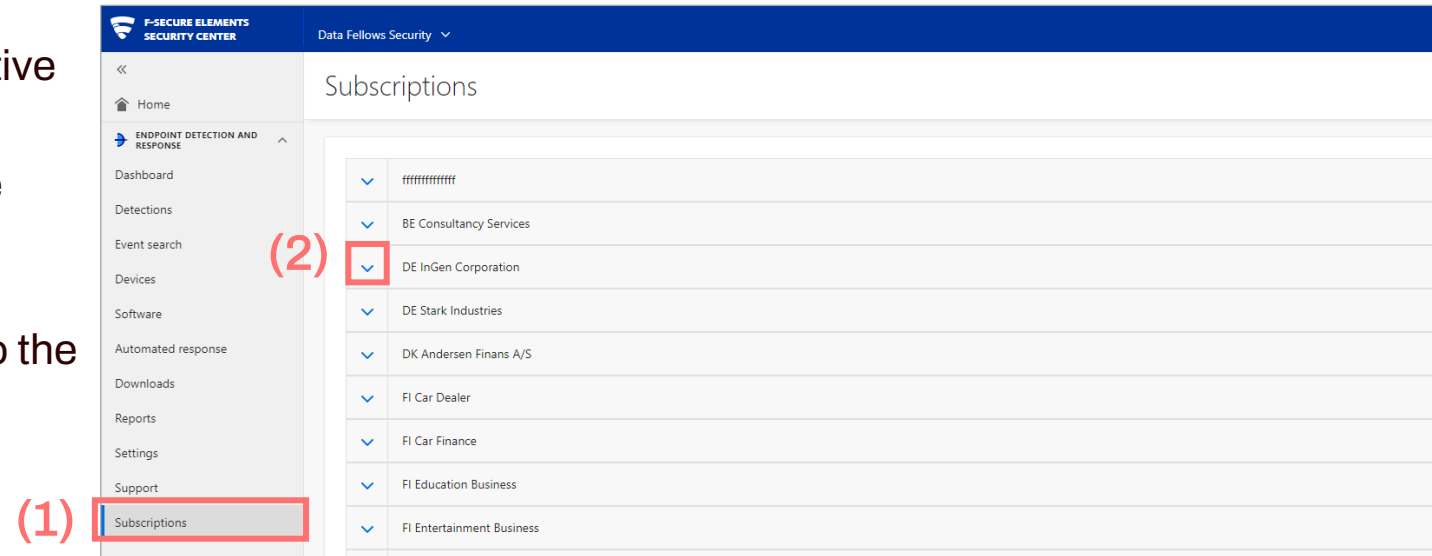 tive
e
o the
(1)
(2)
F-SECURE ELEMENTS
SECURITY CENTER
Data Fellows Security
Home
ENDPOINT DETECTION AND
RESPONSE
Dashboard
Detections
Event search
Devices
Software
Automated response
Downloads
Reports
Settings
Support
Subscriptions
Subscriptions
ffffffffffffff
BE Consultancy Services
DE InGen Corporation
DE Stark Industries
DK Andersen Finans A/S
FI Car Dealer
FI Car Finance
FI Education Business
FI Entertainment Business